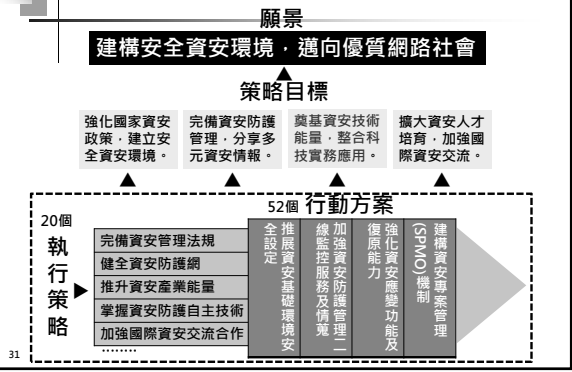 願景
建構安全資安環境，邁向優質網路社會
策略目標
強化國家資安
政策，建立安
全資安環境。
完備資安防護
管理，分享多
元資安情報。
奠基資安技術
能量，整合科
技實務應用。
擴大資安人才
培育，加強國
際資安交流。
20個
執行策略
完備資安管理法規
健全資安防護網
推升資安產業能量
掌握資安防護自主技術
加強國際資安交流合作
........
52個 行動方案
推展資安基礎環境安
全設定
加強資安防護管理二
線監控服務及情蒐
強化資安應變功能及
復原能力
建構資安專案管理
(SPMO)機制
31